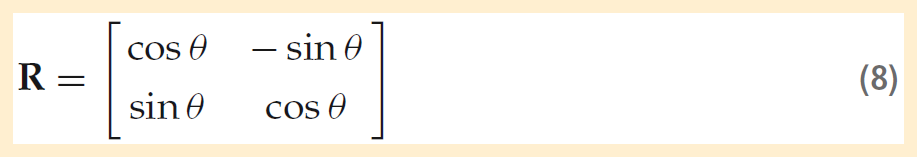 R = [ cos θ  − sin θ
sin θ  cos θ ] (8)